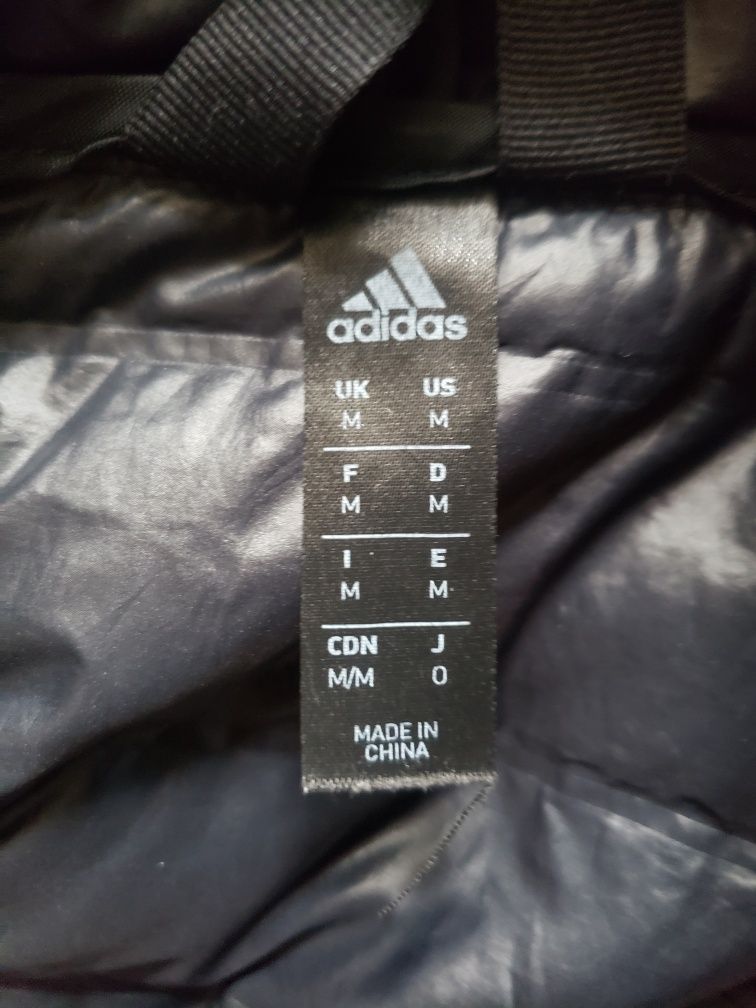 adidas
UK US
M M
F D
M M
I E
M M
CDN J
M/M O
MADE IN
CHINA